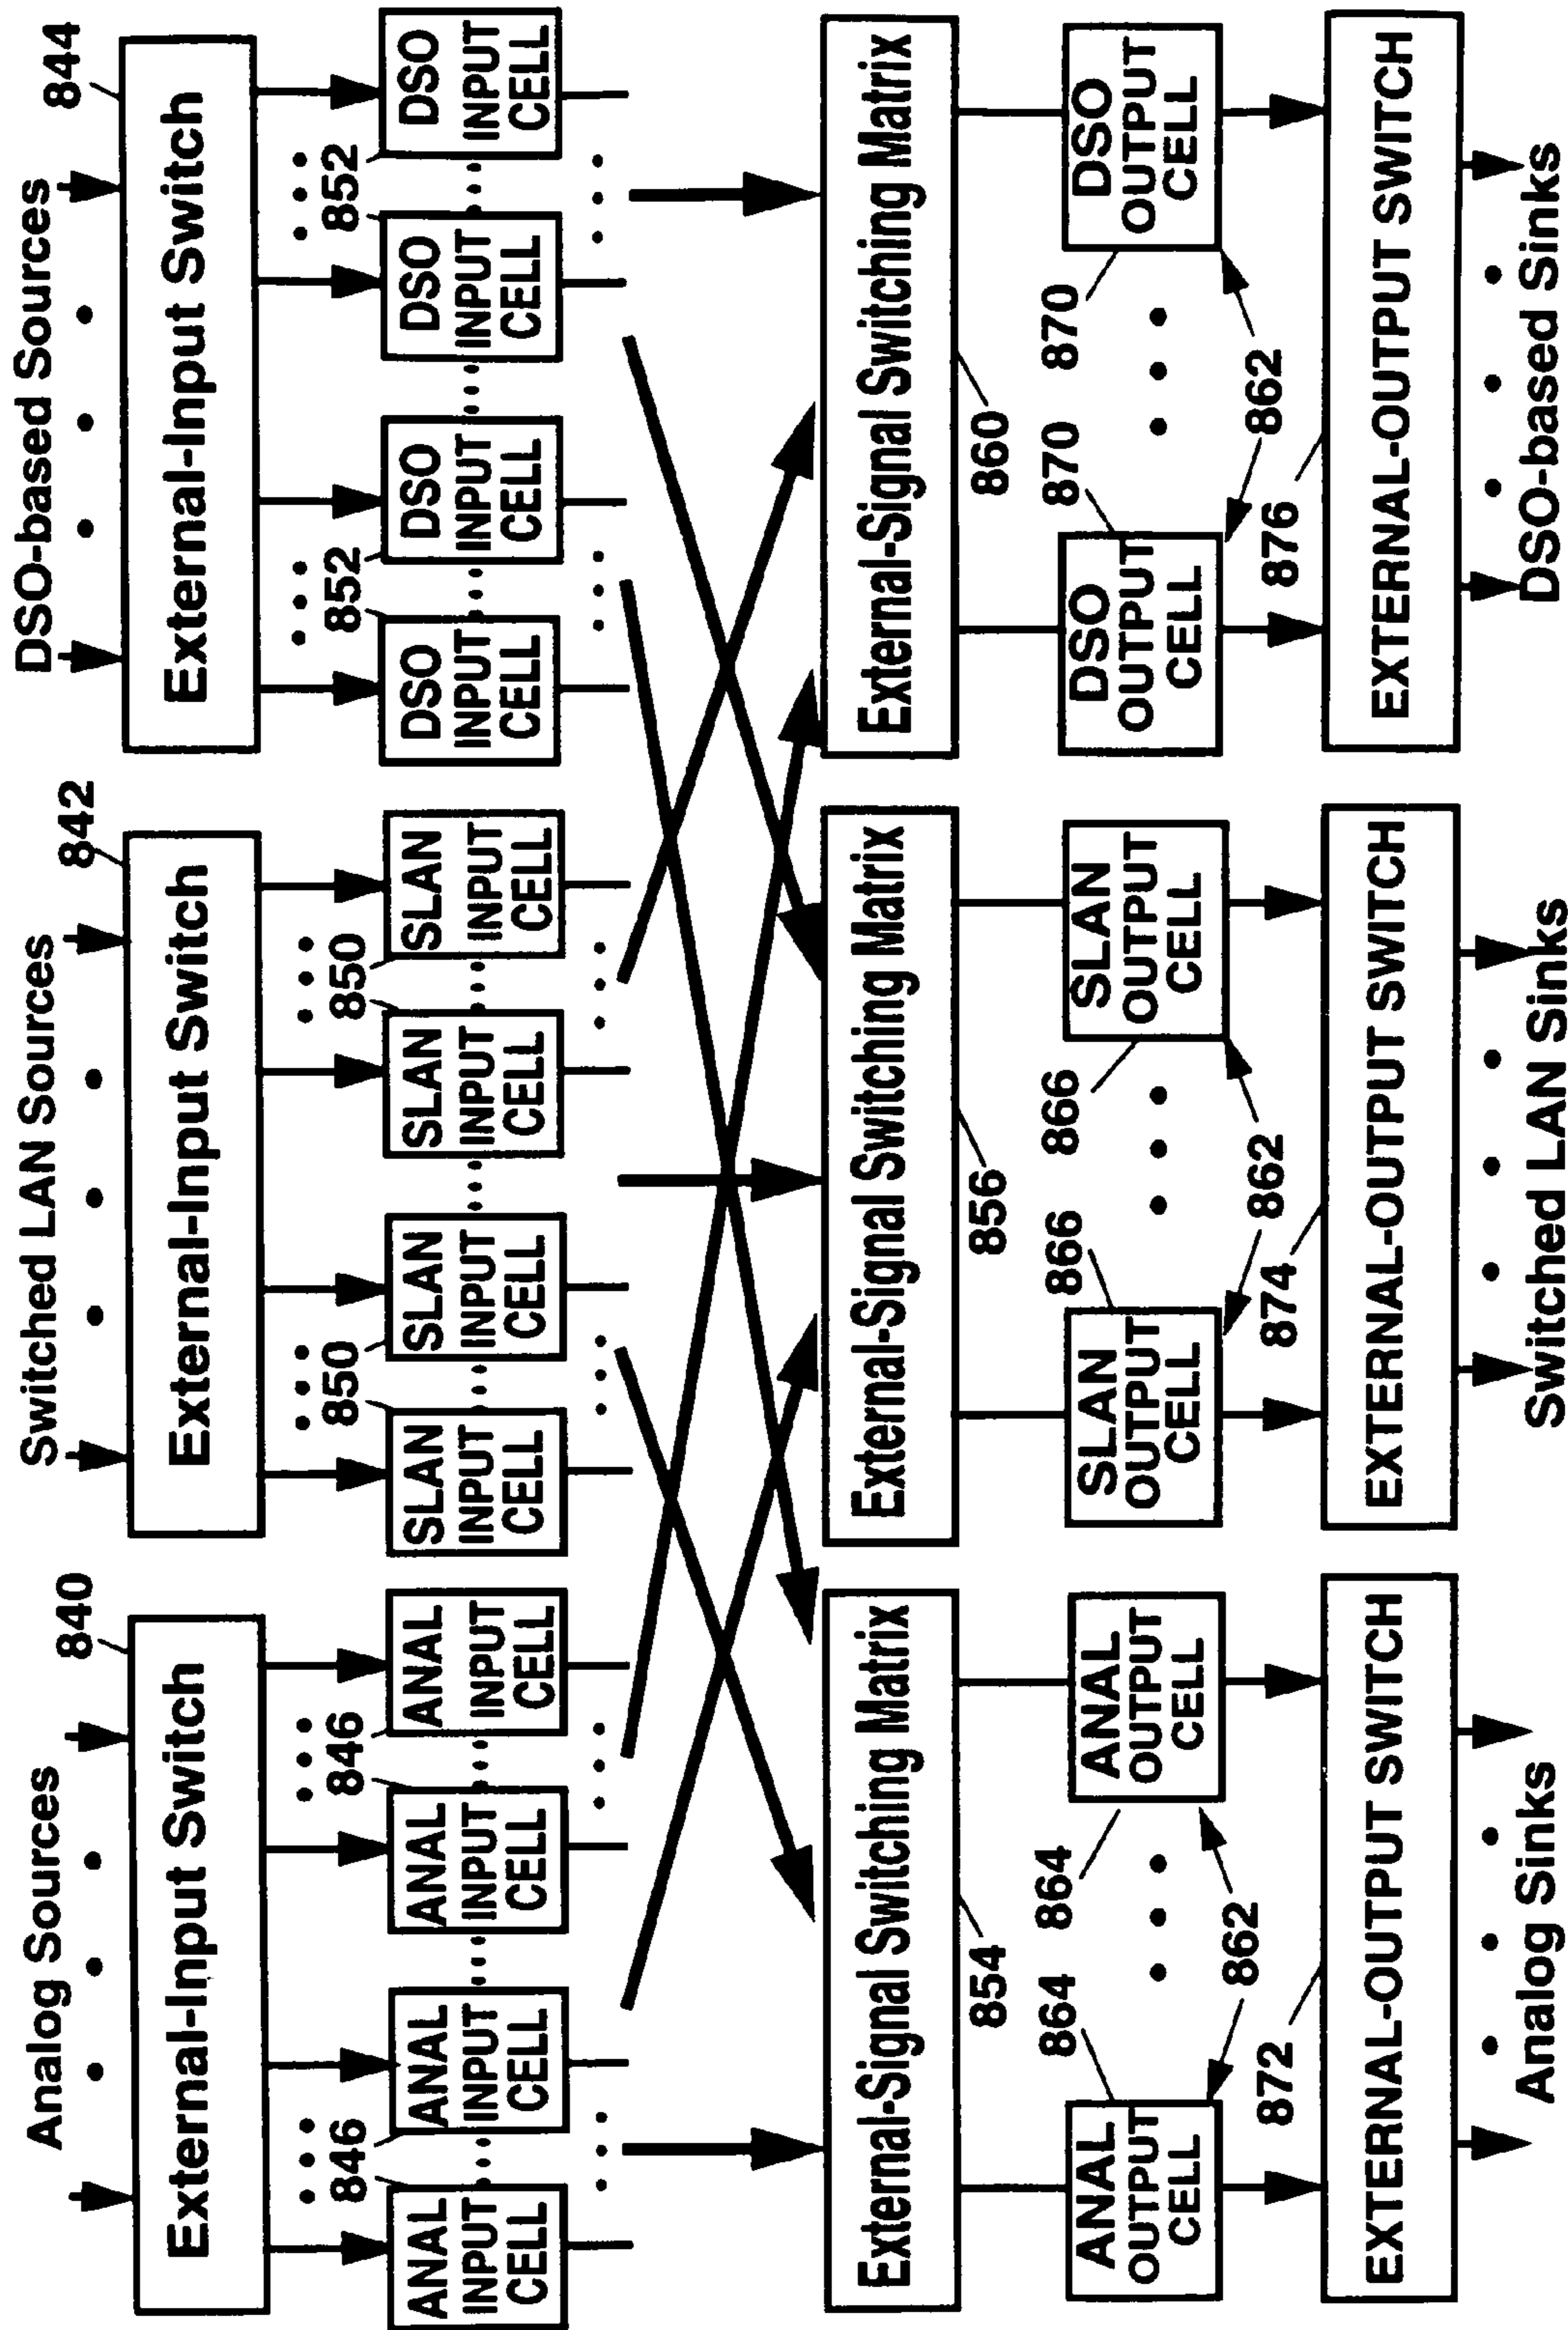 Analog Sources
Switched LAN Sources
DSO-based Sources
840
842
844
External-Input Switch
External-Input Switch
External-Input Switch
846
846
850
850
852
852
ANAL
INPUT
CELL
ANAL
INPUT
CELL
ANAL
INPUT
CELL
ANAL
INPUT
CELL
SLAN
INPUT
CELL
SLAN
INPUT
CELL
SLAN
INPUT
CELL
SLAN
INPUT
CELL
DSO
INPUT
CELL
DSO
INPUT
CELL
DSO
INPUT
CELL
DSO
INPUT
CELL
External-Signal Switching Matrix
External-Signal Switching Matrix
External-Signal Switching Matrix
854
856
860
864
864
866
866
870
870
ANAL
OUTPUT
CELL
ANAL
OUTPUT
CELL
SLAN
OUTPUT
CELL
SLAN
OUTPUT
CELL
DSO
OUTPUT
CELL
DSO
OUTPUT
CELL
862
862
862
872
874
876
EXTERNAL-OUTPUT SWITCH
EXTERNAL-OUTPUT SWITCH
EXTERNAL-OUTPUT SWITCH
Analog Sinks
Switched LAN Sinks
DSO-based Sinks